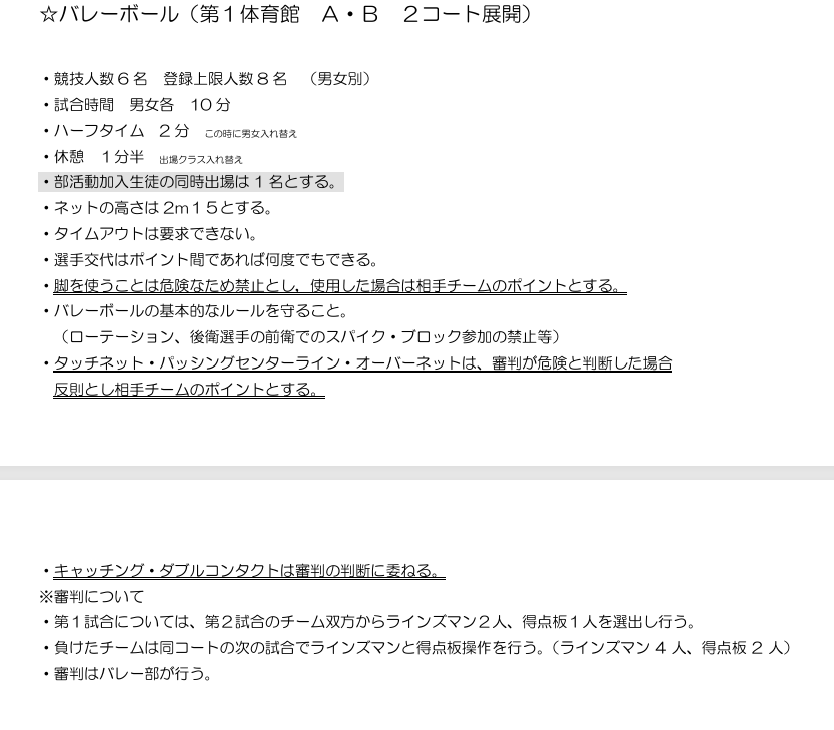 ☆バレーボール（第１体育館　Ａ・Ｂ　２コート展開）
・競技人数６名　登録上限人数８名　（男女別）
・試合時間　男女各　10分
・ハーフタイム　２分　この時に男女入れ替え
・休憩　１分半　出場クラス入れ替え
・部活動加入生徒の同時出場は 1 名とする。
・ネットの高さは 2m１５とする。
・タイムアウトは要求できない。
・選手交代はポイント間であれば何度でもできる。
・脚を使うことは危険なため禁止とし，使用した場合は相手チームのポイントとする。
・バレーボールの基本的なルールを守ること。
（ローテーション、後衛選手の前衛でのスパイク・ブロック参加の禁止等）
・タッチネット・パッシングセンターライン・オーバーネットは、審判が危険と判断した場合
反則とし相手チームのポイントとする。
・キャッチング・ダブルコンタクトは審判の判断に委ねる。
※審判について
・第１試合については、第２試合のチーム双方からラインズマン２人、得点板１人を選出し行う。
・負けたチームは同コートの次の試合でラインズマンと得点板操作を行う。（ラインズマン 4 人、得点板 2 人）
・審判はバレー部が行う。